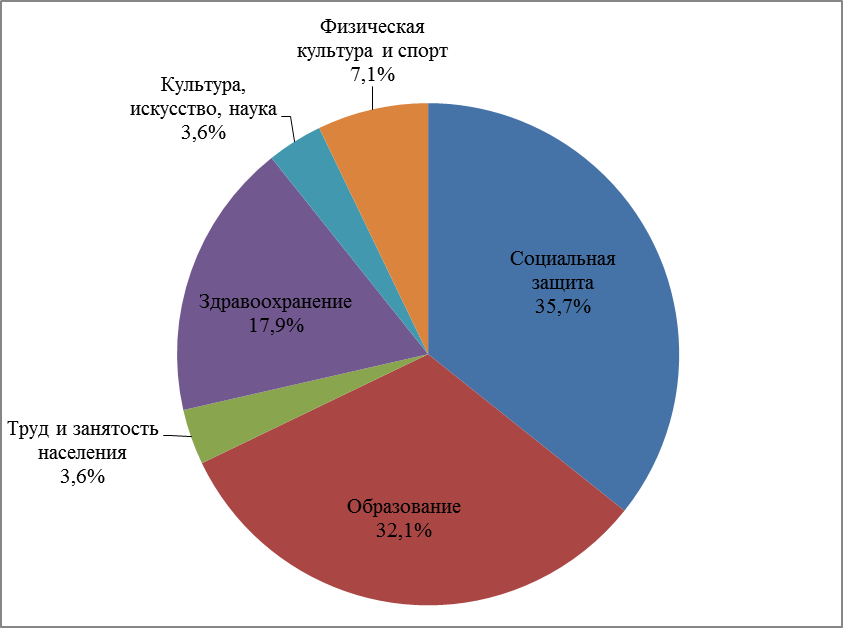 Физическая
культура и спорт
7,1%
Культура,
искусство, наука
3,6%
Социальная
защита
35,7%
Здравоохранение
17,9%
Труд и занятость
населения
3,6%
Образование
32,1%